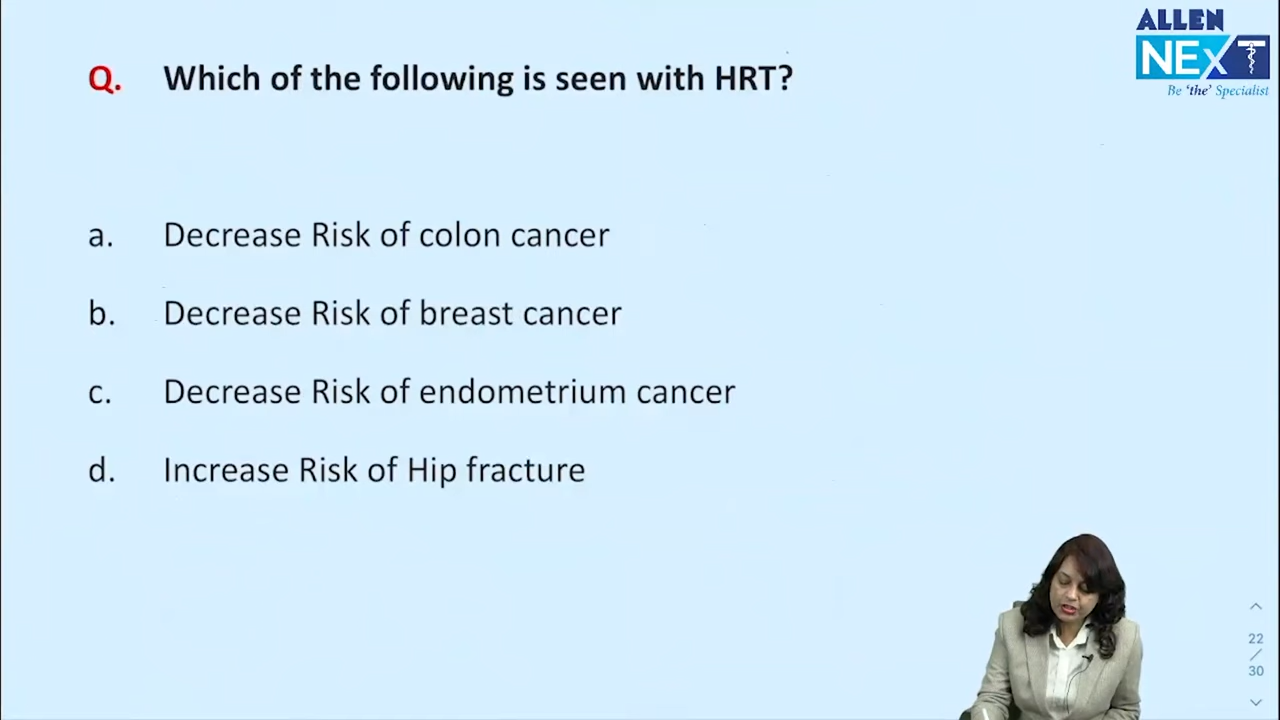 ALLEN
NEXT
Be 'the' Specialist
Q. Which of the following is seen with HRT?
a. Decrease Risk of colon cancer
b. Decrease Risk of breast cancer
c. Decrease Risk of endometrium cancer
d. Increase Risk of Hip fracture
22
/
30